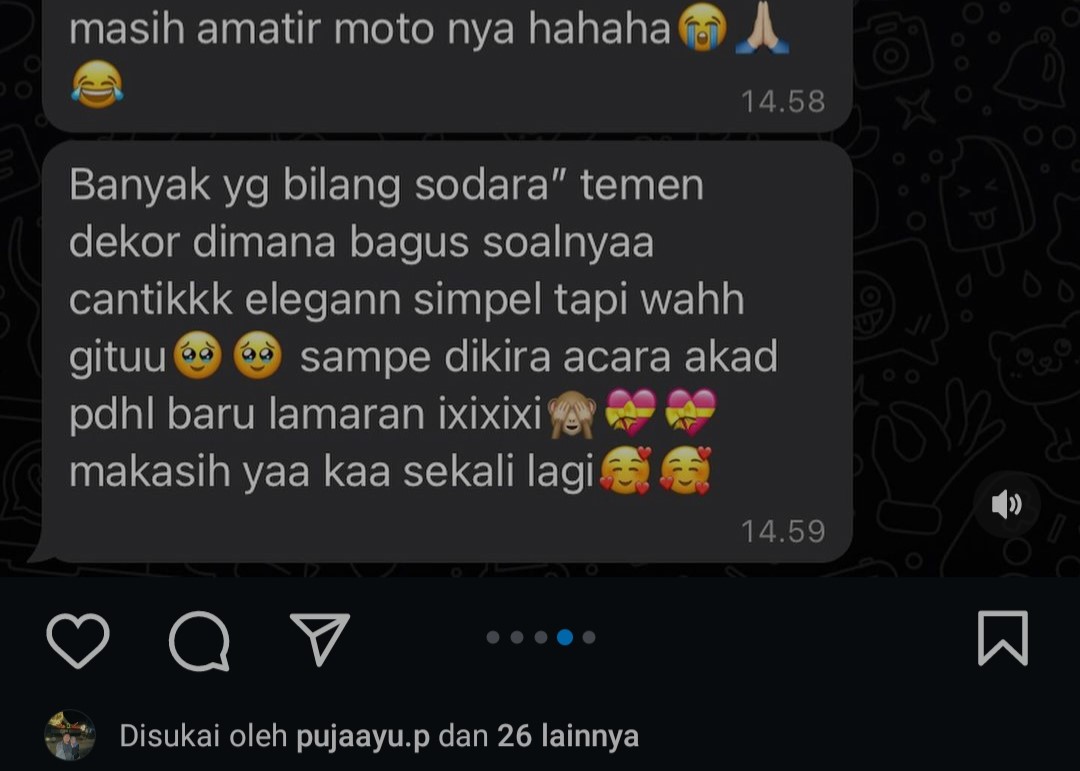 masih amatir moto nya hahaha😭🙏🏻
😂
14.58
Banyak yg bilang sodara” temen
dekor dimana bagus soalnyaa
cantikkk elegann simpel tapi wahh
gituu🥹🥹 sampe dikira acara akad
pdhl baru lamaran ixixixi🙈💝💝
makasih yaa kaa sekali lagi🥰🥰
14.59
Disukai oleh pujaayu.p dan 26 lainnya